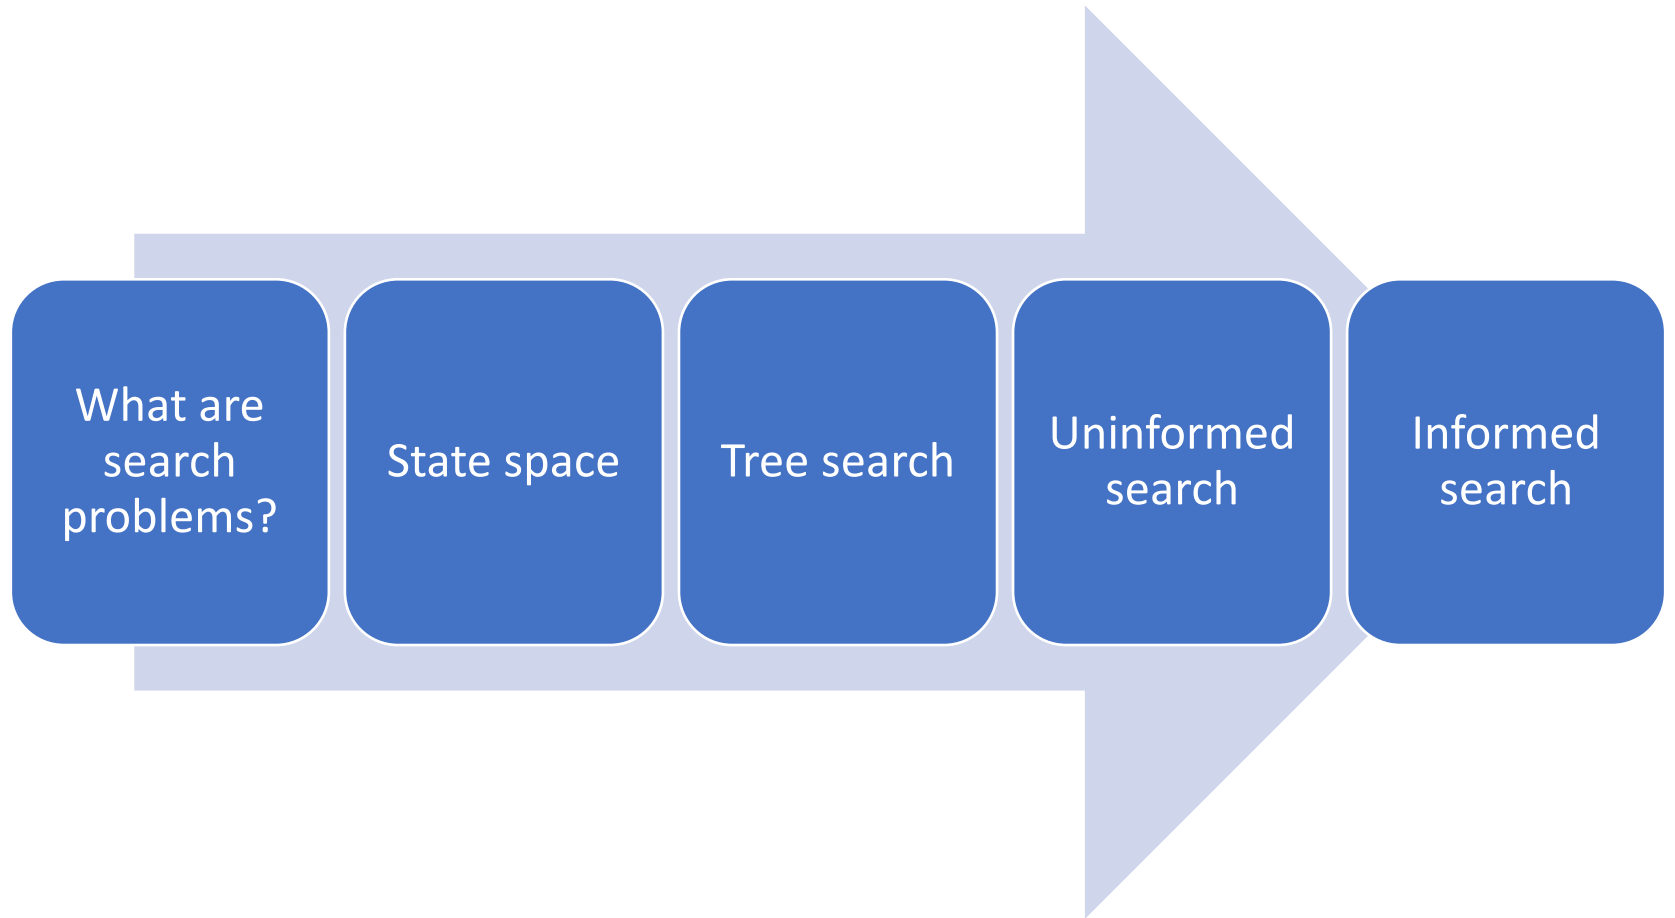 What are
search
problems?
State space
Tree search
Uninformed
search
Informed
search